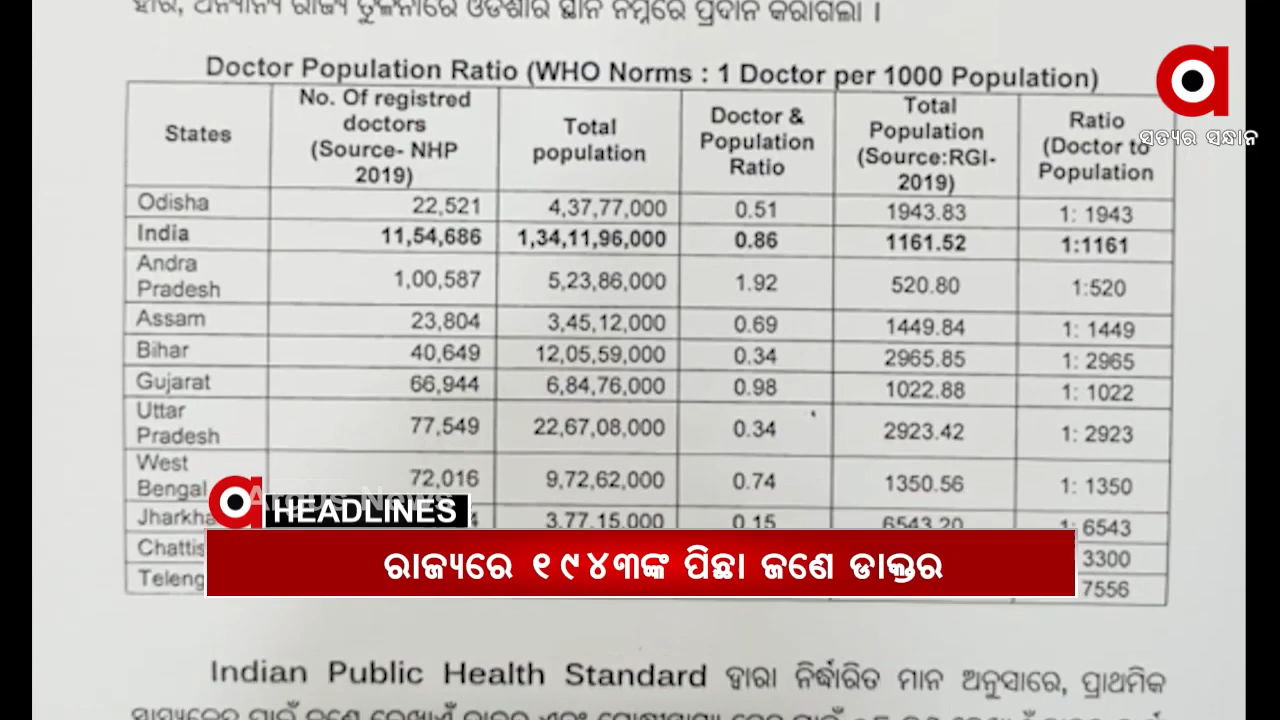 ହାର, ଅନ୍ୟାନ୍ୟ ରାଜ୍ୟ ତୁଳନାରେ ଓଡିଶାର ସ୍ଥାନ ନିମ୍ନରେ ପ୍ରଦାନ କରାଗଲା ।
Doctor Population Ratio (WHO Norms : 1 Doctor per 1000 Population)
States No. Of registred doctors (Source- NHP 2019) Total population Doctor & Population Ratio Total Population (Source:RGI-2019) Ratio (Doctor to Population
ସତ୍ୟର ସନ୍ଧାନ
Odisha 22,521 4,37,77,000 0.51 1943.83 1: 1943
India 11,54,686 1,34,11,96,000 0.86 1161.52 1:1161
Andra Pradesh 1,00,587 5,23,86,000 1.92 520.80 1:520
Assam 23,804 3,45,12,000 0.69 1449.84 1: 1449
Bihar 40,649 12,05,59,000 0.34 2965.85 1: 2965
Gujarat 66,944 6,84,76,000 0.98 1022.88 1: 1022
Uttar Pradesh 77,549 22,67,08,000 0.34 2923.42 1: 2923
West Bengal 72,016 9,72,62,000 0.74 1350.56 1: 1350
3,77,15,000 0.15 6543.20 1: 6543
3300
7556
Argus News
HEADLINES
ରାଜ୍ୟରେ ୧୯୪୩ଙ୍କ ପିଛା ଜଣେ ଡାକ୍ତର
Indian Public Health Standard ଦ୍ୱାରା ନିର୍ଦ୍ଧାରିତ ମାନ ଅନୁସାରେ, ପ୍ରାଥମିକ